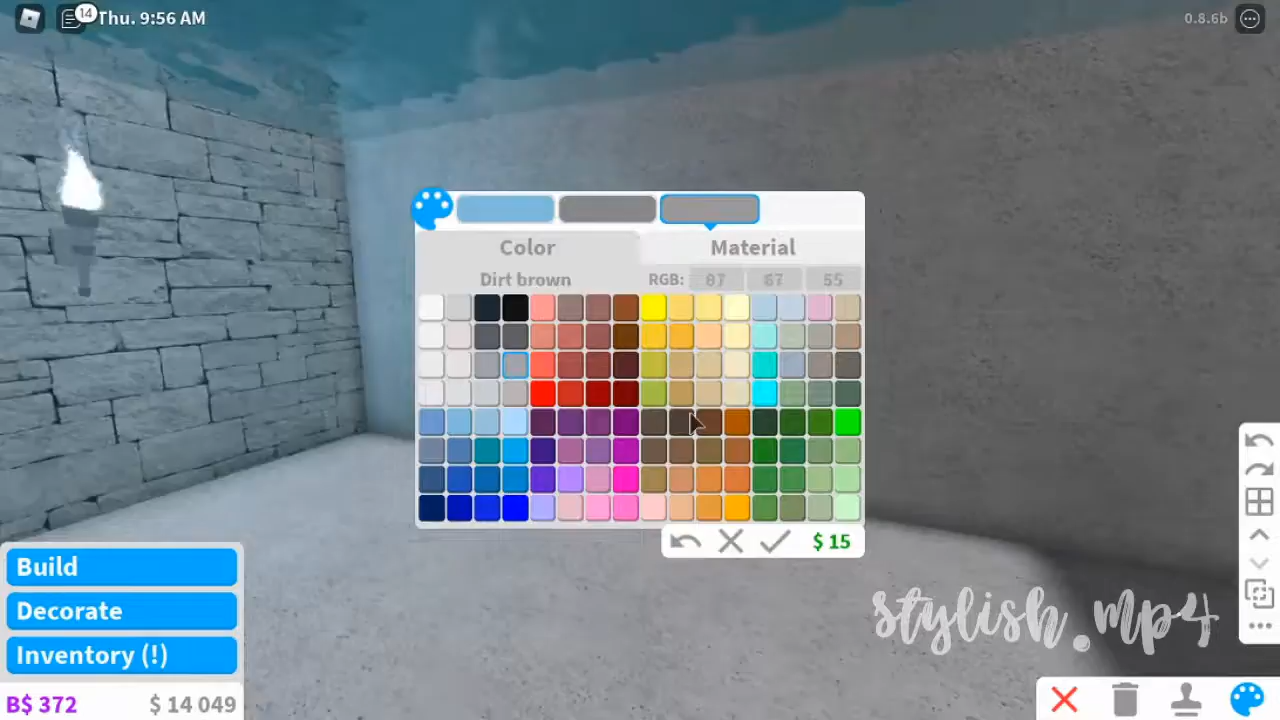 14
Thu. 9:56 AM
0.8.6b
Color
Material
Dirt brown
RGB: 87 67 55
$ 15
Build
Decorate
Inventory (!)
B$ 372
$ 14 049
stylish.mp4